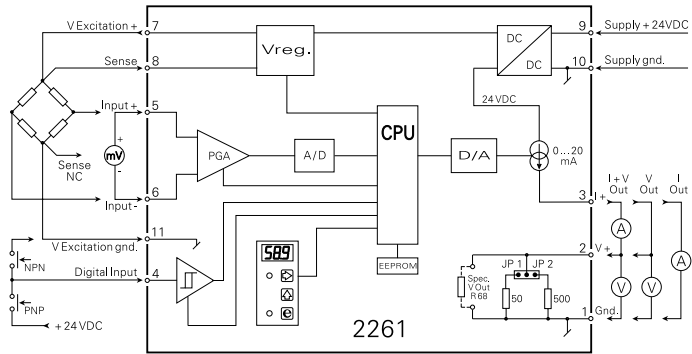 V Excitation +
7
Sense
8
Input +
5
+
mV
-
Sense
NC
6
Input -
11
V Excitation gnd.
NPN
Digital Input
4
PNP
+ 24 VDC
Vreg.
PGA
A/D
CPU
D/A
EEPROM
58.9
e
2261
DC
DC
24 VDC
0...20
mA
9
Supply + 24VDC
10
Supply gnd.
3
I +
I + V
Out
V
Out
I
Out
A
A
2
V +
V
V
1
Gnd.
JP 1
JP 2
Spec.
V Out
R 68
50
500